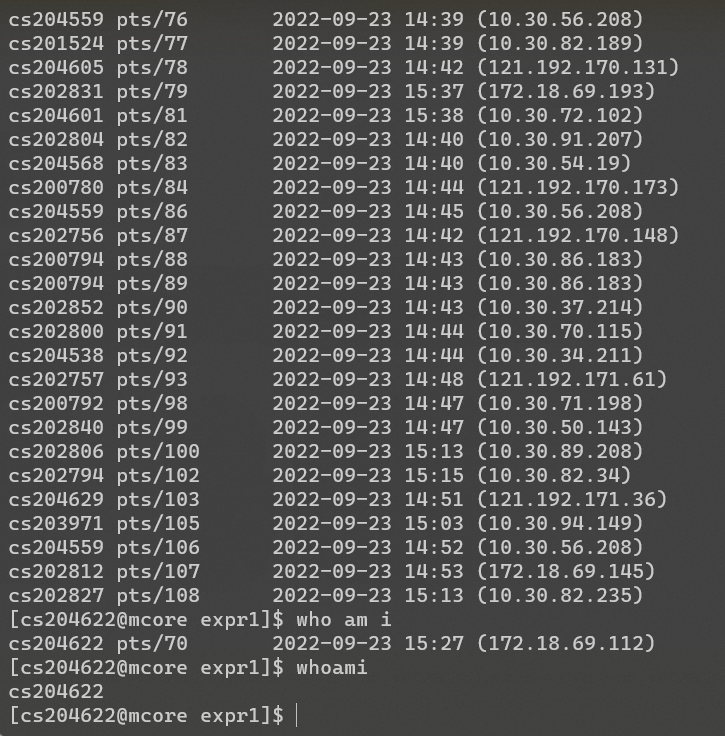 cs204559 pts/76       2022-09-23 14:39 (10.30.56.208)
cs201524 pts/77       2022-09-23 14:39 (10.30.82.189)
cs204605 pts/78       2022-09-23 14:42 (121.192.170.131)
cs202831 pts/79       2022-09-23 15:37 (172.18.69.193)
cs204601 pts/81       2022-09-23 15:38 (10.30.72.102)
cs202804 pts/82       2022-09-23 14:40 (10.30.91.207)
cs204568 pts/83       2022-09-23 14:40 (10.30.54.19)
cs200780 pts/84       2022-09-23 14:44 (121.192.170.173)
cs204559 pts/86       2022-09-23 14:45 (10.30.56.208)
cs202756 pts/87       2022-09-23 14:42 (121.192.170.148)
cs200794 pts/88       2022-09-23 14:43 (10.30.86.183)
cs200794 pts/89       2022-09-23 14:43 (10.30.86.183)
cs202852 pts/90       2022-09-23 14:43 (10.30.37.214)
cs202800 pts/91       2022-09-23 14:44 (10.30.70.115)
cs204538 pts/92       2022-09-23 14:44 (10.30.34.211)
cs202757 pts/93       2022-09-23 14:48 (121.192.171.61)
cs200792 pts/98       2022-09-23 14:47 (10.30.71.198)
cs202840 pts/99       2022-09-23 14:47 (10.30.50.143)
cs202806 pts/100      2022-09-23 15:13 (10.30.89.208)
cs202794 pts/102      2022-09-23 15:15 (10.30.82.34)
cs204629 pts/103      2022-09-23 14:51 (121.192.171.36)
cs203971 pts/105      2022-09-23 15:03 (10.30.94.149)
cs204559 pts/106      2022-09-23 14:52 (10.30.56.208)
cs202812 pts/107      2022-09-23 14:53 (172.18.69.145)
cs202827 pts/108      2022-09-23 15:13 (10.30.82.235)
[cs204622@mcore expr1]$ who am i
cs204622 pts/70       2022-09-23 15:27 (172.18.69.112)
[cs204622@mcore expr1]$ whoami
cs204622
[cs204622@mcore expr1]$